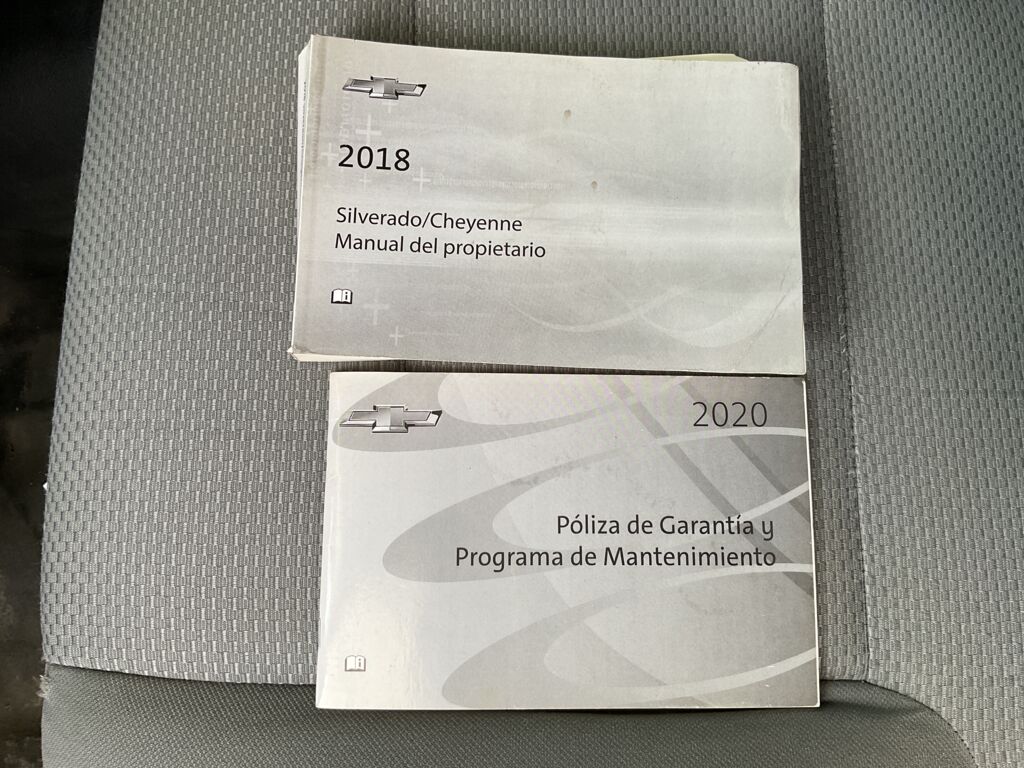 2018
Silverado/Cheyenne
Manual del propietario
2020
Póliza de Garantía y
Programa de Mantenimiento